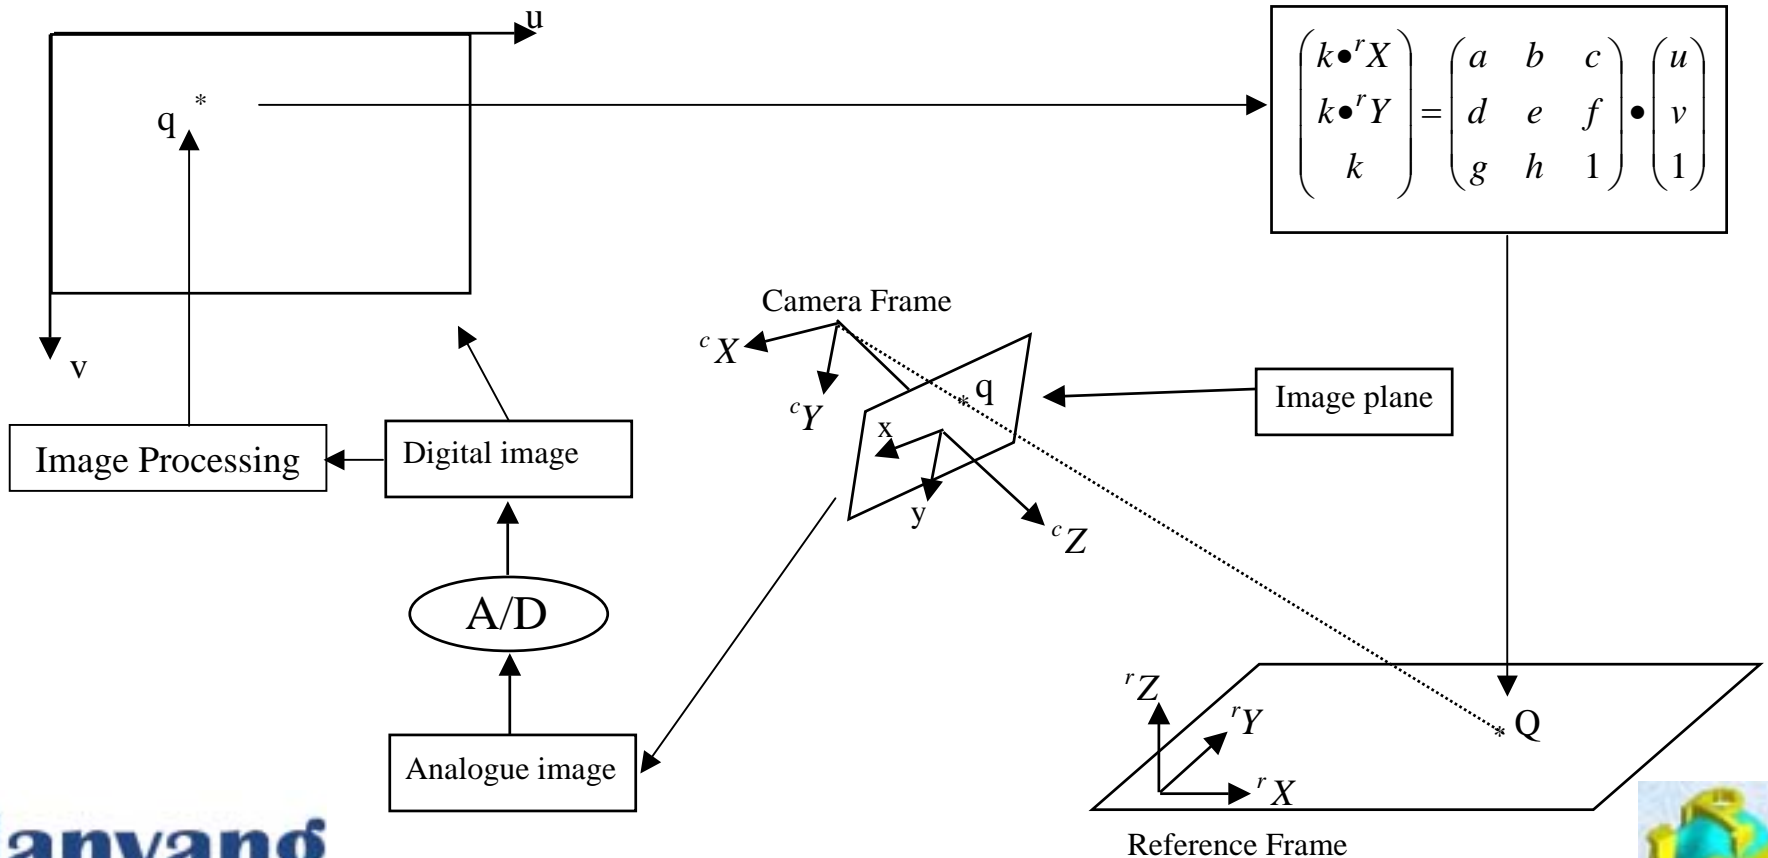 u
q *
v
(k•ʳX) (a b c) (u)
(k•ʳY) = (d e f) • (v)
(k) (g h 1) (1)
Camera Frame
ᶜX
ᶜY
* q
x
y
ᶜZ
Image plane
Image Processing
Digital image
A/D
Analogue image
ʳZ
ʳY
ʳX
* Q
Reference Frame
anyang